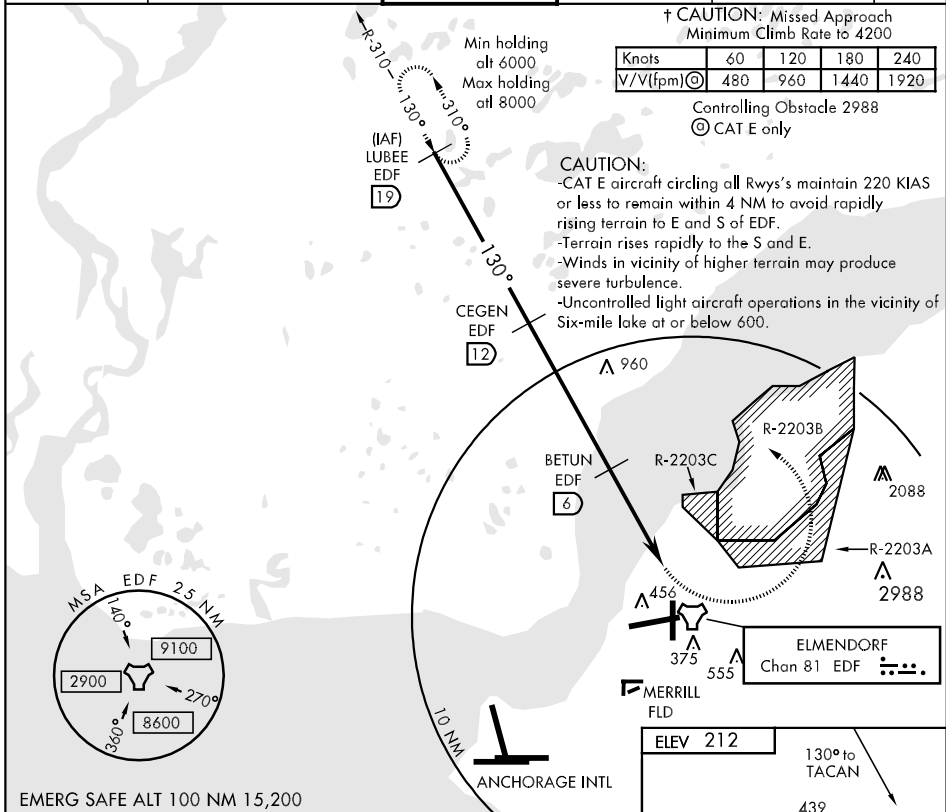 † CAUTION: Missed Approach
Minimum Climb Rate to 4200
Knots 60 120 180 240
V/V(fpm) ⓐ 480 960 1440 1920
Controlling Obstacle 2988
ⓐ CAT E only
R-310
Min holding
alt 6000
Max holding
atl 8000
130°
310°
(IAF)
LUBEE
EDF
19
CAUTION:
-CAT E aircraft circling all Rwys's maintain 220 KIAS
or less to remain within 4 NM to avoid rapidly
rising terrain to E and S of EDF.
-Terrain rises rapidly to the S and E.
-Winds in vicinity of higher terrain may produce
severe turbulence.
-Uncontrolled light aircraft operations in the vicinity of
Six-mile lake at or below 600.
130°
CEGEN
EDF
12
960
R-2203B
BETUN
EDF
6
R-2203C
2088
R-2203A
2988
456
375
555
ELMENDORF
Chan 81 EDF
MERRILL
FLD
MSA EDF 25 NM
140°
9100
2900
270°
8600
360°
10 NM
ANCHORAGE INTL
ELEV 212
130° to
TACAN
439
EMERG SAFE ALT 100 NM 15,200